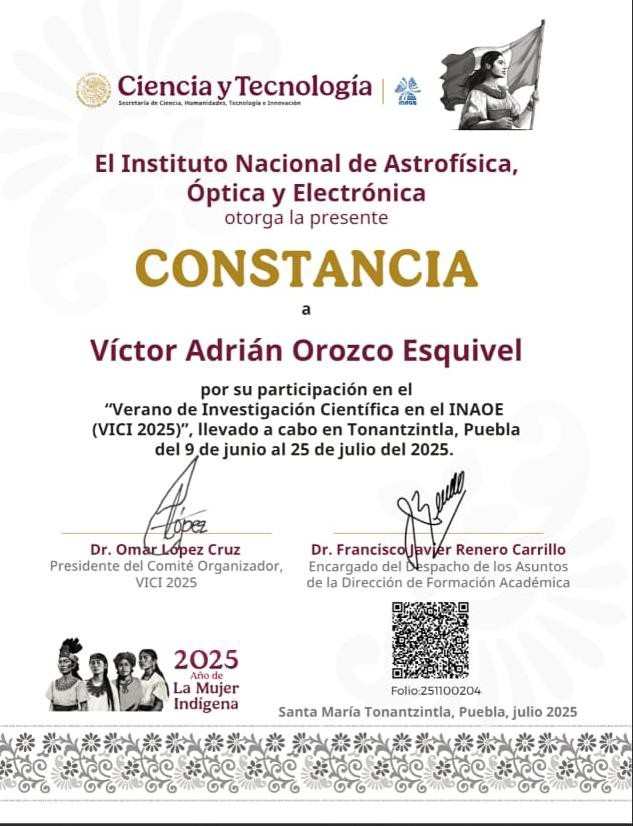 Ciencia y Tecnología
Secretaría de Ciencia, Humanidades, Tecnología e Innovación
INAOE
El Instituto Nacional de Astrofísica,
Óptica y Electrónica
otorga la presente
CONSTANCIA
a
Víctor Adrián Orozco Esquivel
por su participación en el
“Verano de Investigación Científica en el INAOE
(VICI 2025)”, llevado a cabo en Tonantzintla, Puebla
del 9 de junio al 25 de julio del 2025.
López
Dr. Omar López Cruz
Presidente del Comité Organizador,
VICI 2025
Dr. Francisco Javier Renero Carrillo
Encargado del Despacho de los Asuntos
de la Dirección de Formación Académica
2025
Año de
La Mujer
Indígena
Folio:251100204
Santa María Tonantzintla, Puebla, julio 2025